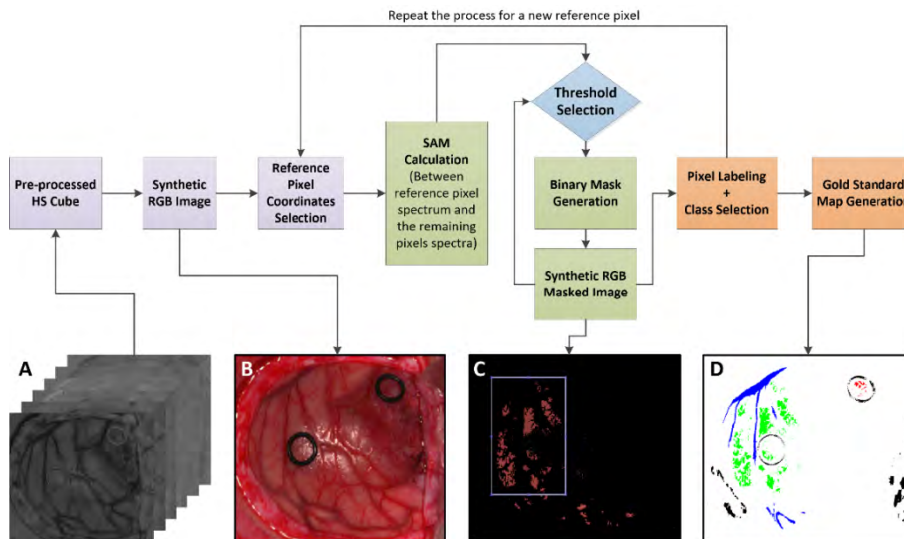 Repeat the process for a new reference pixel
Threshold
Selection
Pre-processed
HS Cube
Synthetic
RGB Image
Reference
Pixel
Coordinates
Selection
SAM
Calculation
(Between
reference pixel
spectrum and
the remaining
pixels spectra)
Binary Mask
Generation
Synthetic RGB
Masked Image
Pixel Labeling
+
Class Selection
Gold Standard
Map Generation
A
B
C
D